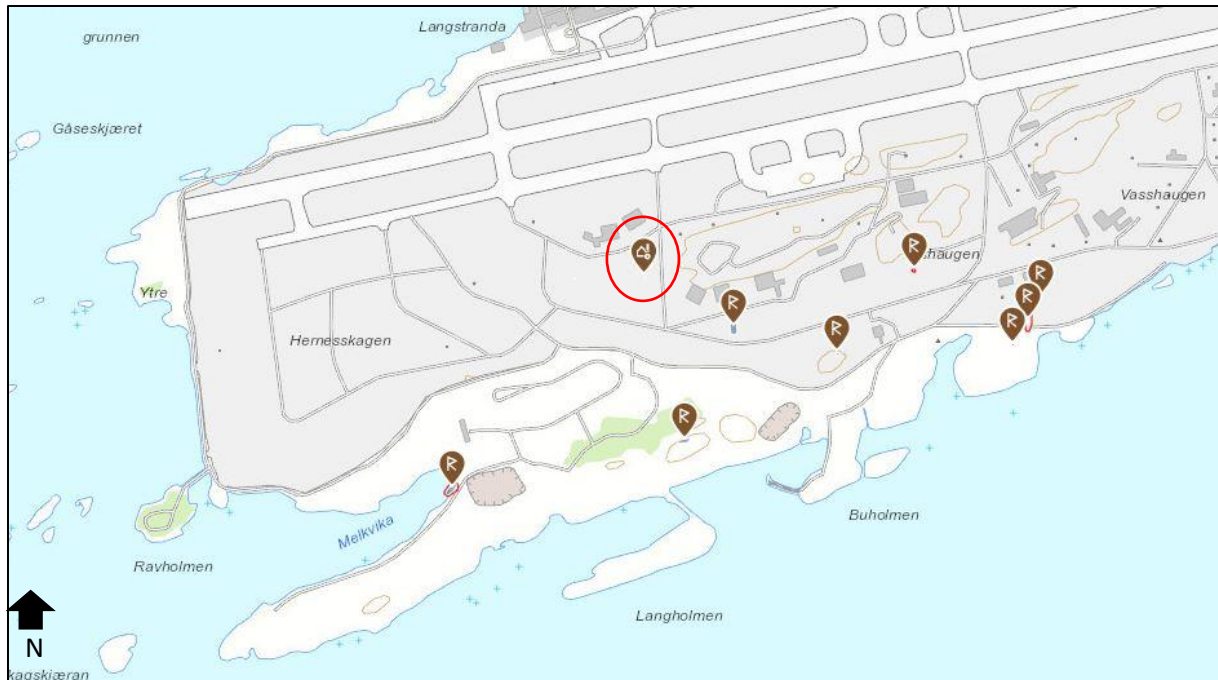 grunnen
Langstranda
Gåseskjæret
Vasshaugen
haugen
Ytre
Hernesskagen
Melkvika
Buholmen
Ravholmen
Langholmen
N
kagskjæran